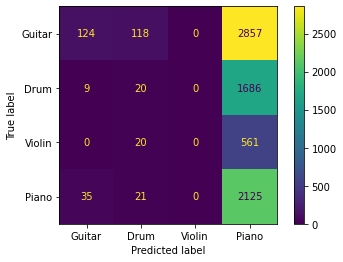 Guitar 124 118 0 2857
Drum 9 20 0 1686
Violin 0 20 0 561
Piano 35 21 0 2125
Guitar Drum Violin Piano
Predicted label
True label
2500
2000
1500
1000
500
0